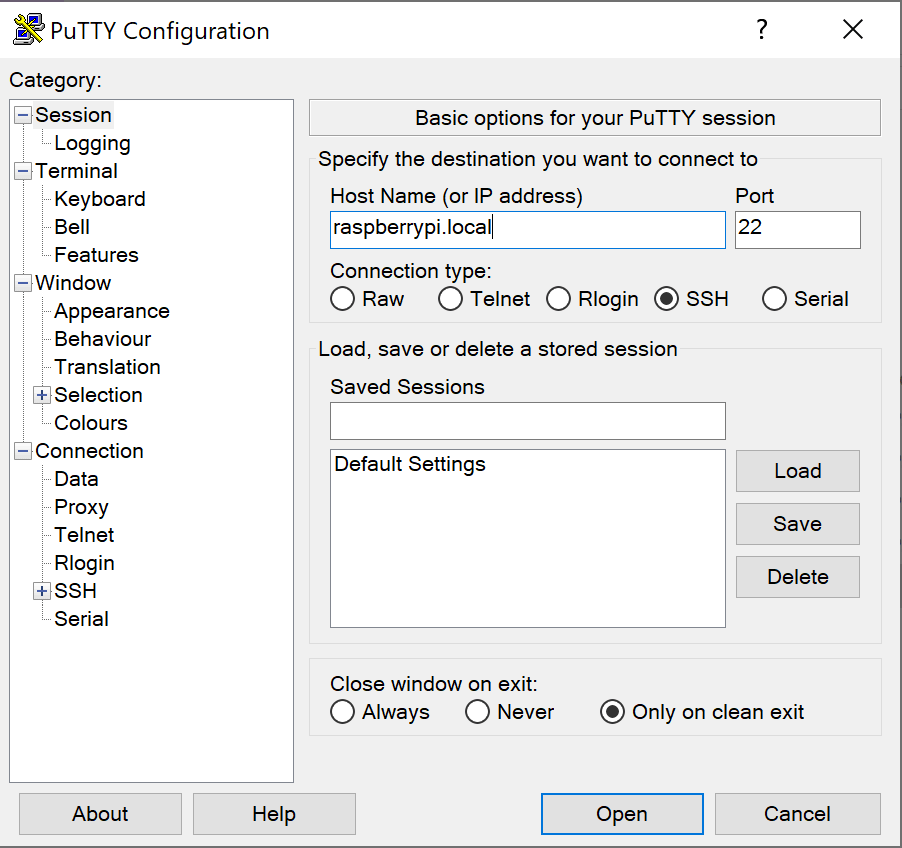 PuTTY Configuration
?
Category:
Session
Logging
Terminal
Keyboard
Bell
Features
Window
Appearance
Behaviour
Translation
Selection
Colours
Connection
Data
Proxy
Telnet
Rlogin
SSH
Serial
Basic options for your PuTTY session
Specify the destination you want to connect to
Host Name (or IP address) Port
raspberrypi.local 22
Connection type:
Raw Telnet Rlogin SSH Serial
Load, save or delete a stored session
Saved Sessions
Default Settings
Load
Save
Delete
Close window on exit:
Always Never Only on clean exit
About Help Open Cancel